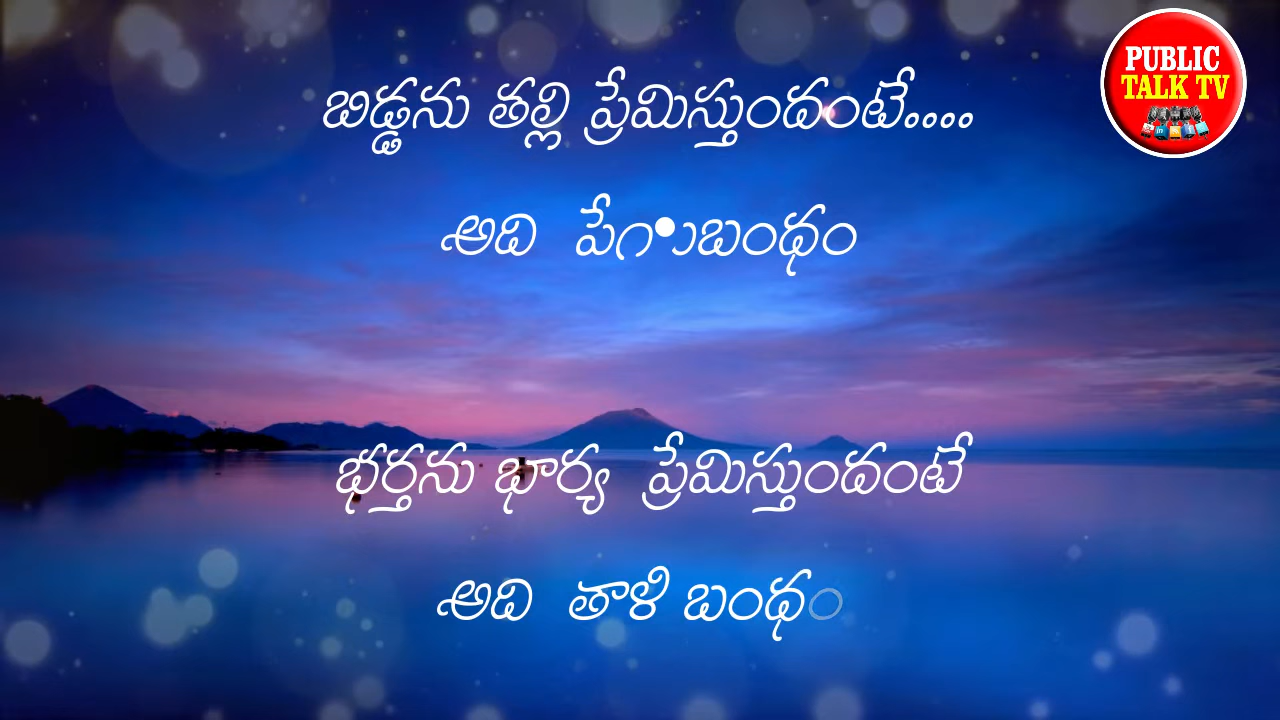 PUBLIC
TALK TV
బిడ్డను తల్లి ప్రేమిస్తుందంటే....
అది పేగుబంధం
భర్తను భార్య ప్రేమిస్తుందంటే
అది తాళి బంధం